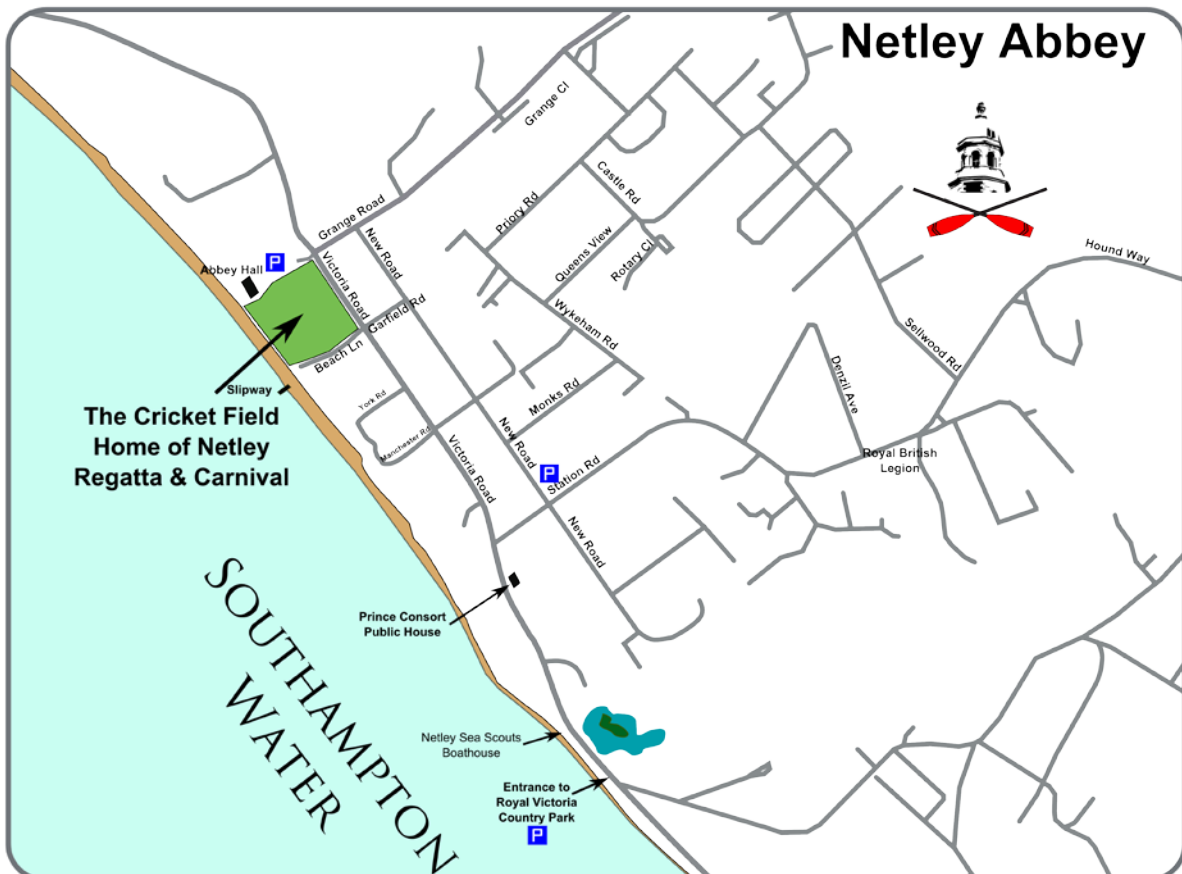 Netley Abbey
Grange Cl
Castle Rd
Priory Rd
Grange Road
New Road
Queens View
Rotary Cl
Hound Way
P
Abbey Hall
Victoria Road
Garfield Rd
Wykeham Rd
Sellwood Rd
Beach Ln
Denzil Ave
Slipway
York Rd
Monks Rd
The Cricket Field
Home of Netley
Regatta & Carnival
Manchester Rd
New Road
Victoria Road
P
Station Rd
Royal British
Legion
New Road
Prince Consort
Public House
SOUTHAMPTON
WATER
Netley Sea Scouts
Boathouse
Entrance to
Royal Victoria
Country Park
P